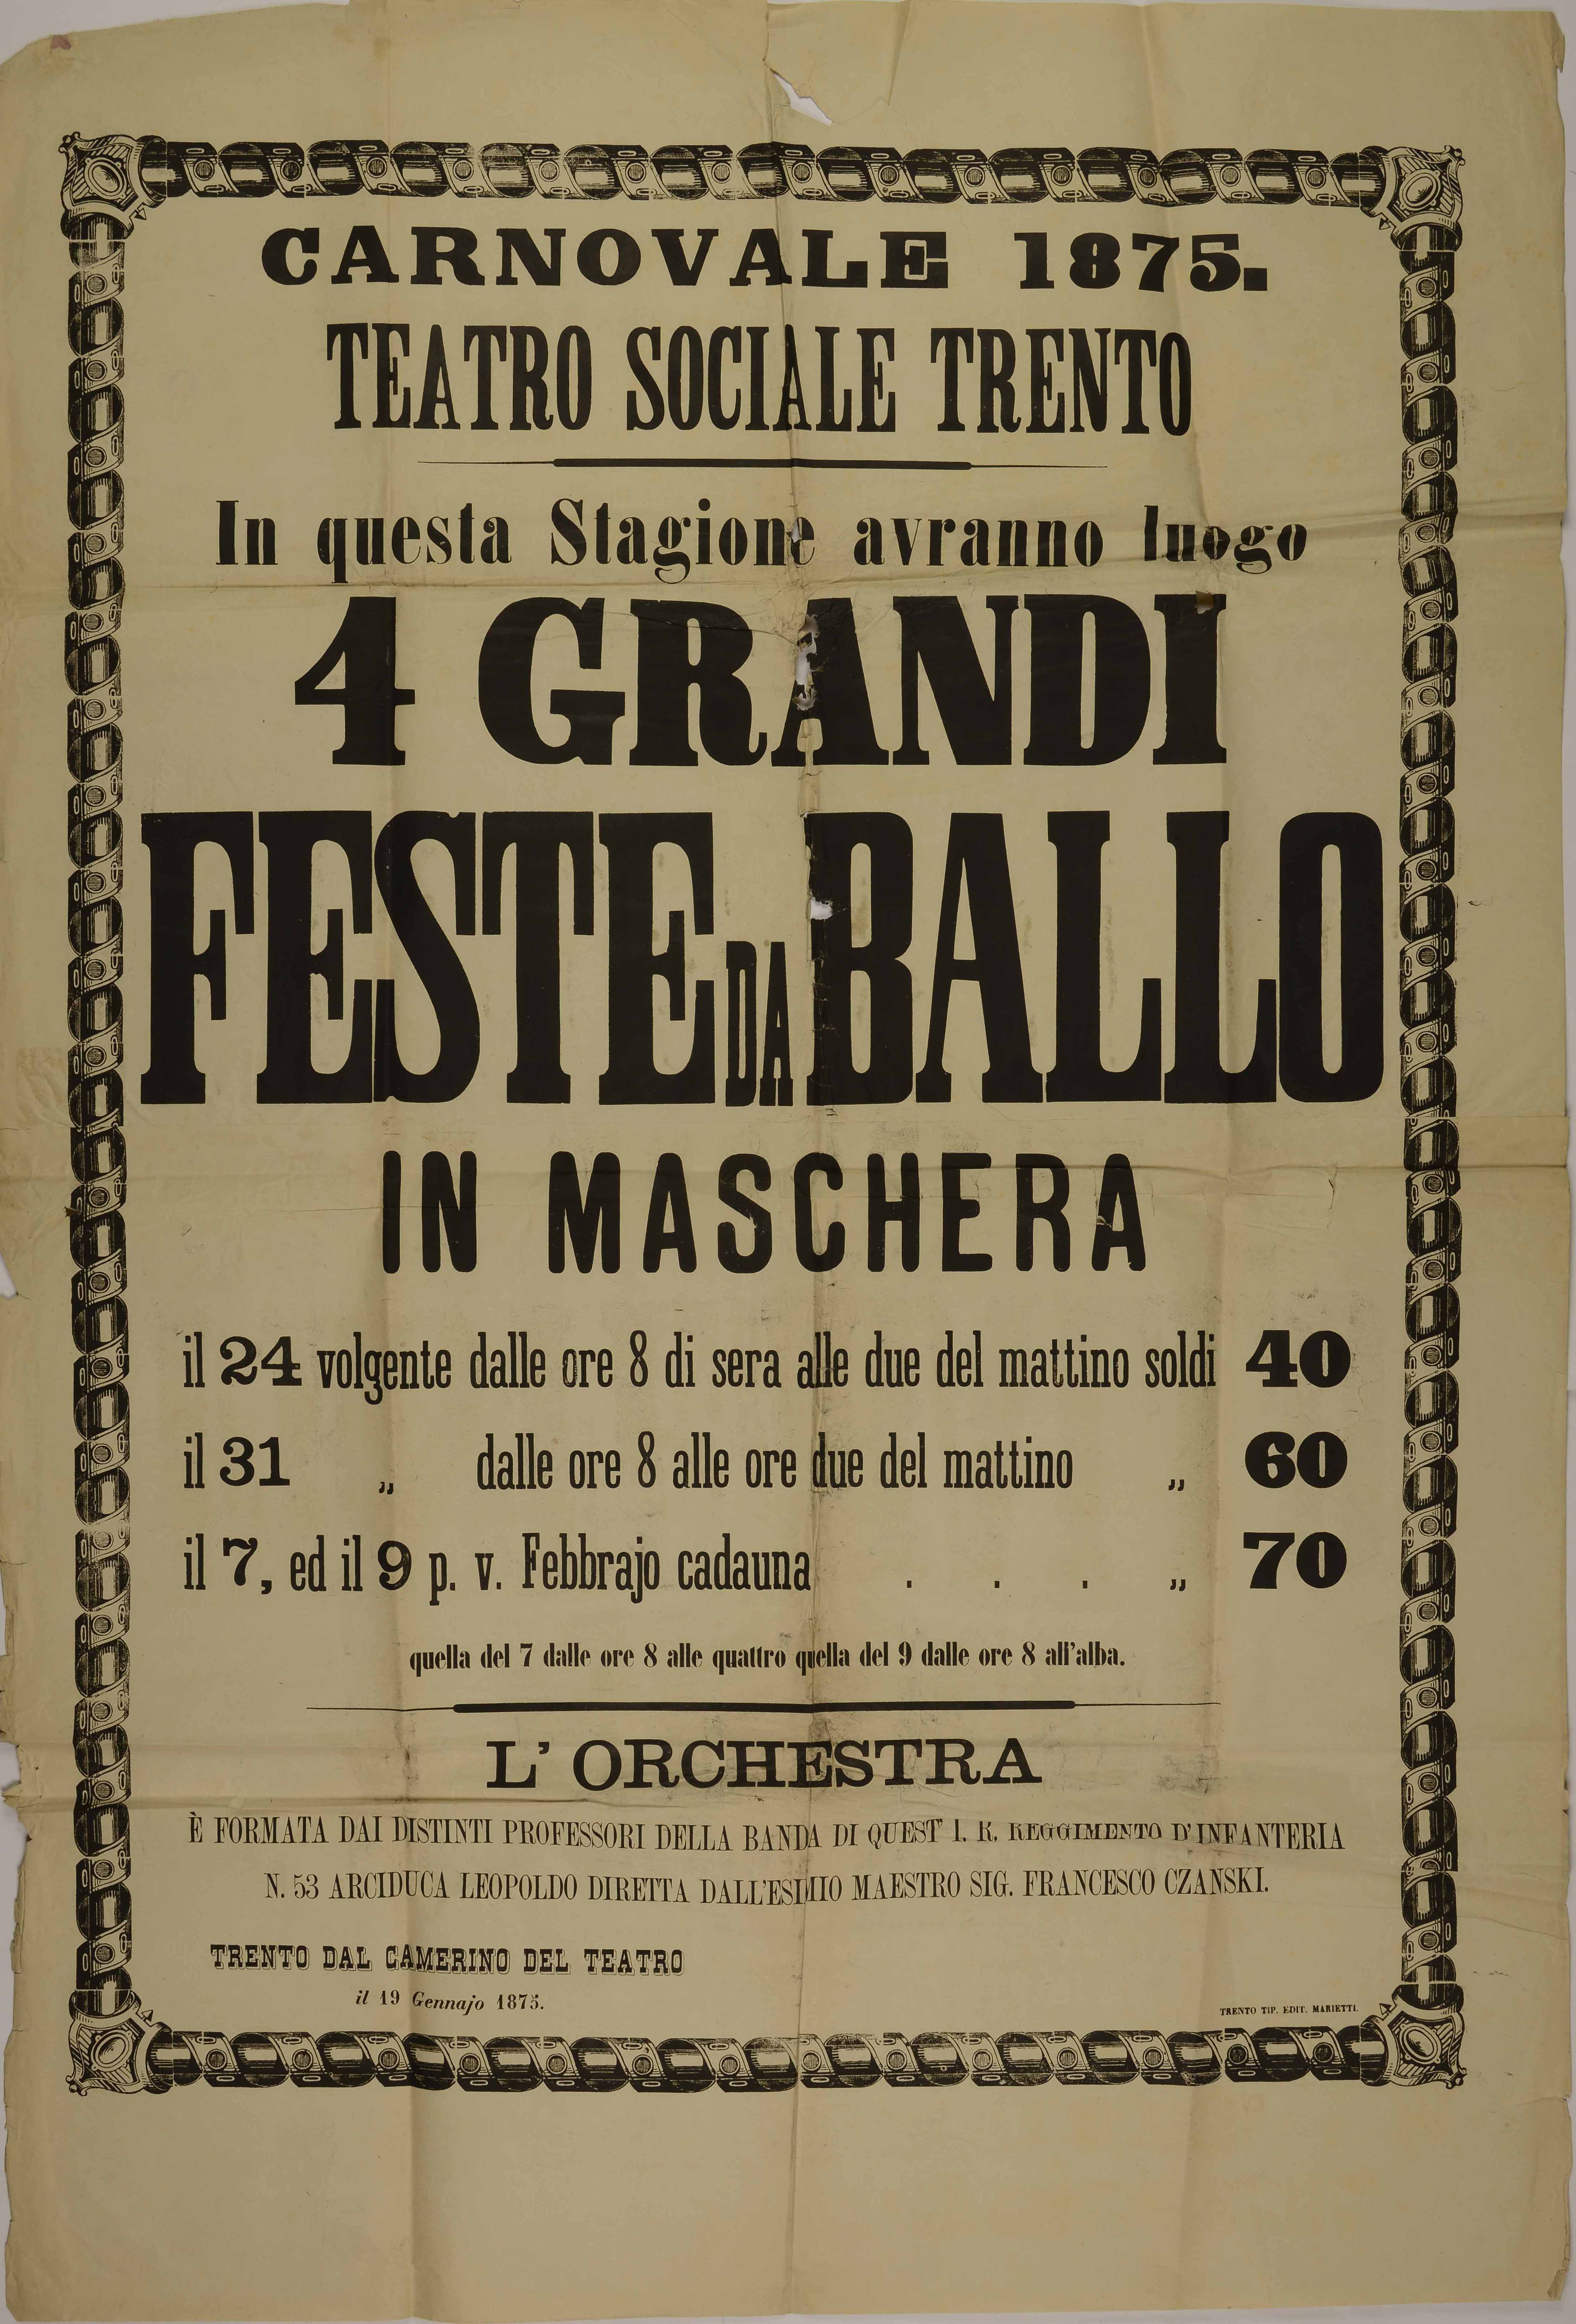 CARNOVALE 1875.
TEATRO SOCIALE TRENTO
In questa Stagione avranno luogo
4 GRANDI
FESTE DA BALLO
IN MASCHERA
il 24 volgente dalle ore 8 di sera alle due del mattino soldi 40
il 31 „ dalle ore 8 alle ore due del mattino „ 60
il 7, ed il 9 p. v. Febbrajo cadauna . . . „ 70
quella del 7 dalle ore 8 alle quattro quella del 9 dalle ore 8 all'alba.
L' ORCHESTRA
È FORMATA DAI DISTINTI PROFESSORI DELLA BANDA DI QUEST' I. R. REGGIMENTO D'INFANTERIA
N. 53 ARCIDUCA LEOPOLDO DIRETTA DALL'ESIMIO MAESTRO SIG. FRANCESCO CZANSKI.
TRENTO DAL CAMERINO DEL TEATRO
il 19 Gennajo 1875.
TRENTO TIP. EDIT. MARIETTI.